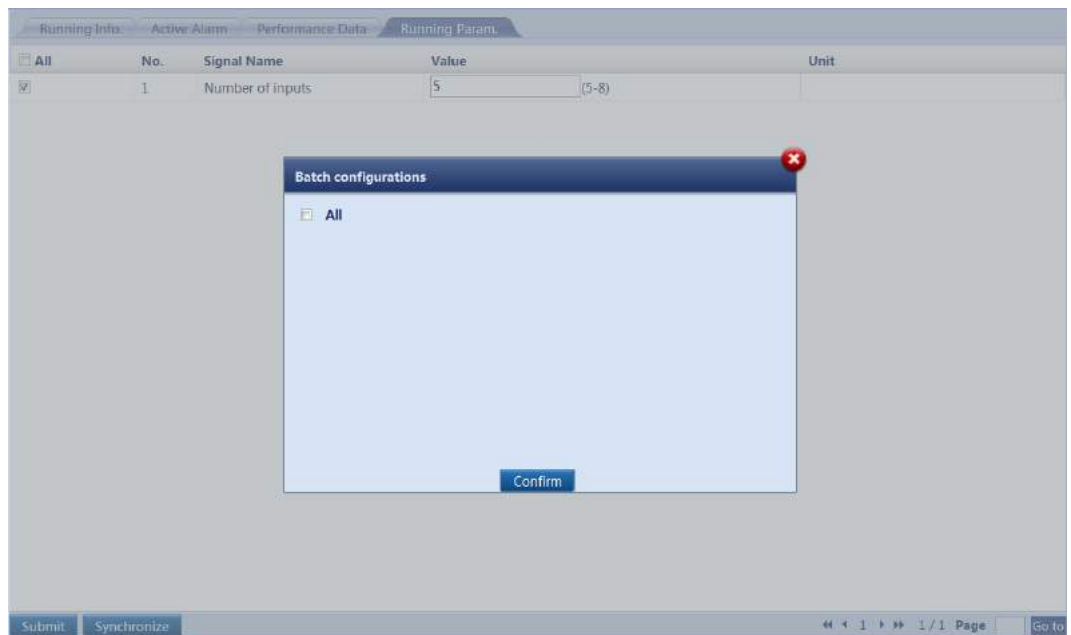 Running Info. Active Alarm Performance Data Running Param.
All No. Signal Name Value Unit
1 Number of inputs 5 (5-8)
Batch configurations
All
Confirm
Submit Synchronize 1 1/1 Page Go to